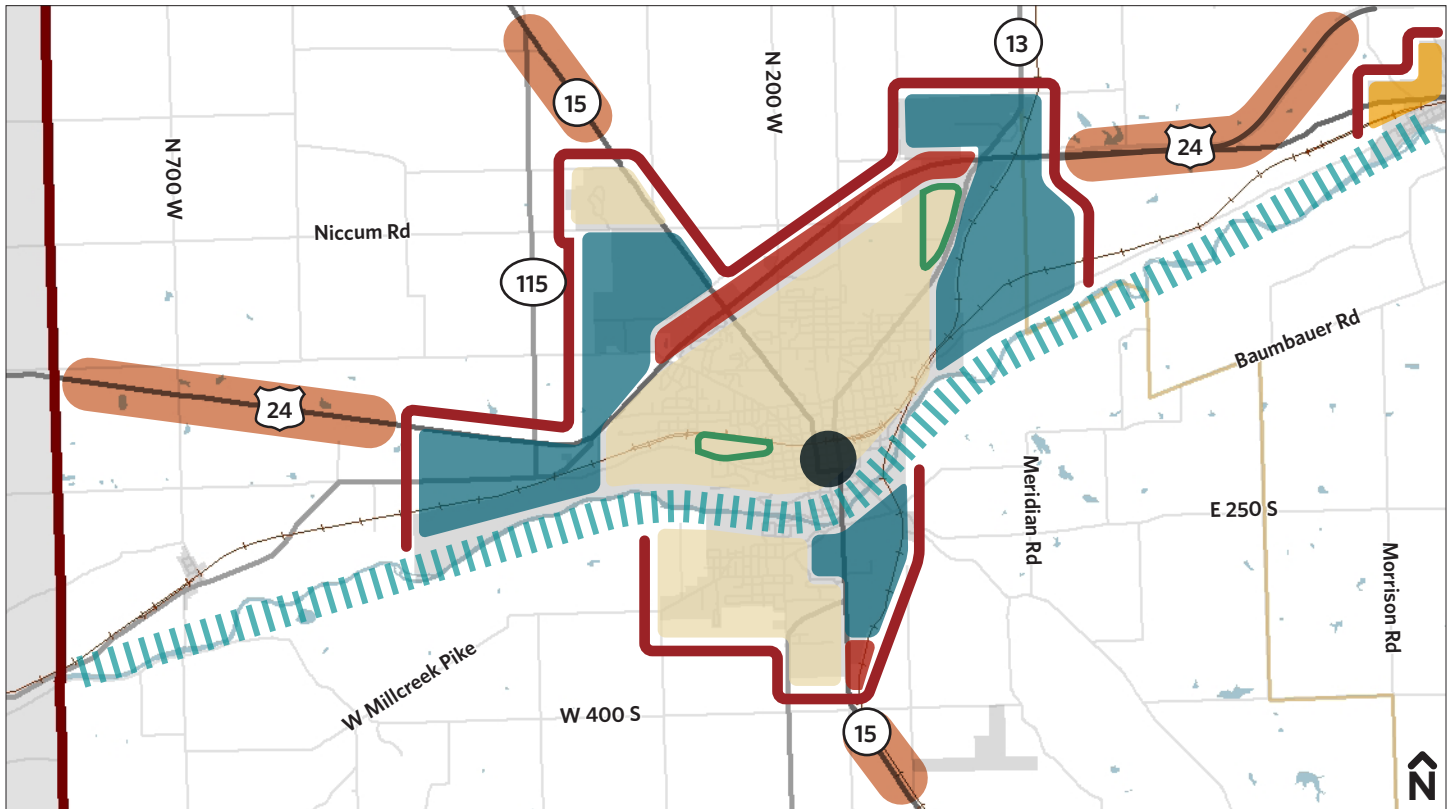 13
15
N 200 W
24
N 700 W
Niccum Rd
115
Baumbauer Rd
24
Meridian Rd
E 250 S
Morrison Rd
W Millcreek Pike
W 400 S
15
N